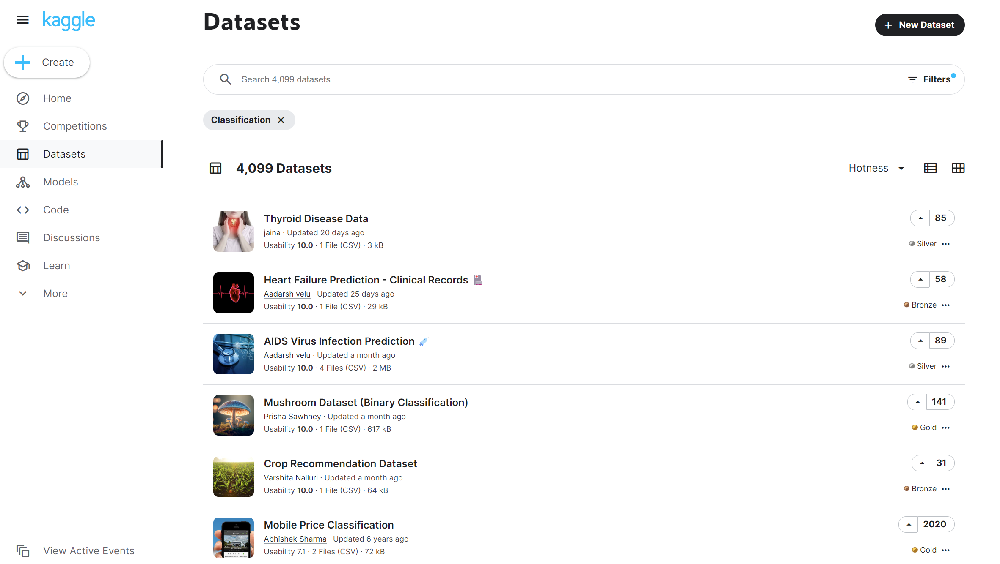 kaggle
Create
Home
Competitions
Datasets
Models
Code
Discussions
Learn
More
View Active Events
Datasets
+ New Dataset
Search 4,099 datasets
Filters
Classification
4,099 Datasets
Hotness
Thyroid Disease Data
jaina · Updated 20 days ago
Usability 10.0 · 1 File (CSV) · 3 kB
85
Silver
Heart Failure Prediction - Clinical Records
Aadarsh velu · Updated 25 days ago
Usability 10.0 · 1 File (CSV) · 29 kB
58
Bronze
AIDS Virus Infection Prediction 💉
Aadarsh velu · Updated a month ago
Usability 10.0 · 4 Files (CSV) · 2 MB
89
Silver
Mushroom Dataset (Binary Classification)
Prisha Sawhney · Updated a month ago
Usability 10.0 · 1 File (CSV) · 617 kB
141
Gold
Crop Recommendation Dataset
Varshita Nalluri · Updated a month ago
Usability 10.0 · 1 File (CSV) · 64 kB
31
Bronze
Mobile Price Classification
Abhishek Sharma · Updated 6 years ago
Usability 7.1 · 2 Files (CSV) · 72 kB
2020
Gold